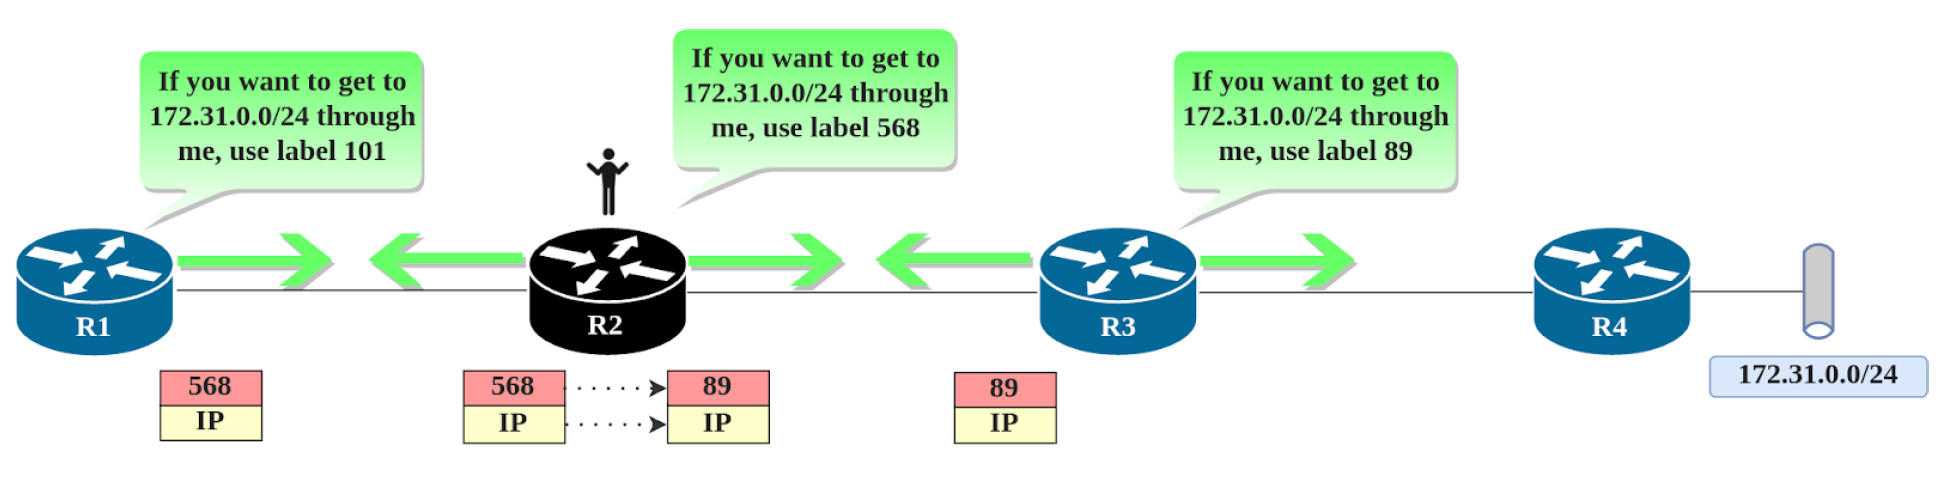 If you want to get to
172.31.0.0/24 through
me, use label 101
If you want to get to
172.31.0.0/24 through
me, use label 568
If you want to get to
172.31.0.0/24 through
me, use label 89
R1
R2
R3
R4
172.31.0.0/24
568
IP
568
IP
89
IP
89
IP